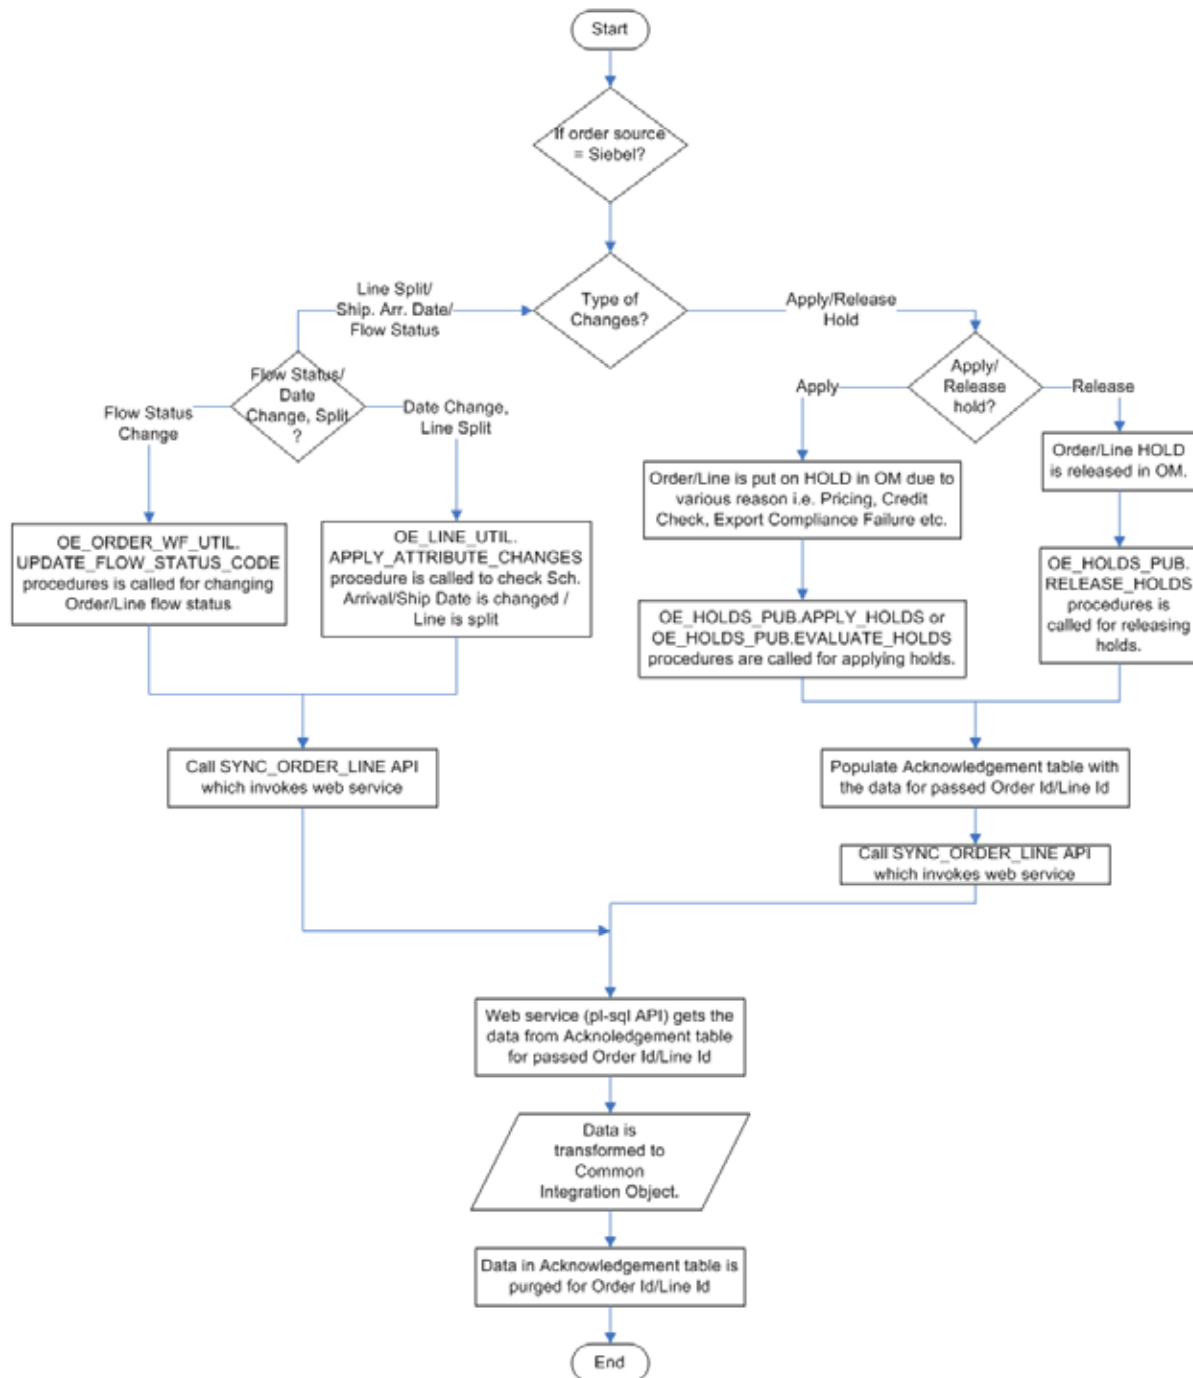 Start
If order source
= Siebel?
Type of
Changes?
Line Split/
Ship. Arr. Date/
Flow Status
Apply/Release
Hold
Flow Status/
Date
Change, Split
?
Flow Status
Change
Date Change,
Line Split
Apply/
Release
hold?
Apply
Release
OE_ORDER_WF_UTIL.
UPDATE_FLOW_STATUS_CODE
procedures is called for changing
Order/Line flow status
OE_LINE_UTIL.
APPLY_ATTRIBUTE_CHANGES
procedure is called to check Sch.
Arrival/Ship Date is changed /
Line is split
Order/Line is put on HOLD in OM due to
various reason i.e. Pricing, Credit
Check, Export Compliance Failure etc.
Order/Line HOLD
is released in OM.
OE_HOLDS_PUB.APPLY_HOLDS or
OE_HOLDS_PUB.EVALUATE_HOLDS
procedures are called for applying holds.
OE_HOLDS_PUB.
RELEASE_HOLDS
procedures is
called for releasing
holds.
Call SYNC_ORDER_LINE API
which invokes web service
Populate Acknowledgement table with
the data for passed Order Id/Line Id
Call SYNC_ORDER_LINE API
which invokes web service
Web service (pl-sql API) gets the
data from Acknoledgement table
for passed Order Id/Line Id
Data is
transformed to
Common
Integration Object.
Data in Acknowledgement table is
purged for Order Id/Line Id
End